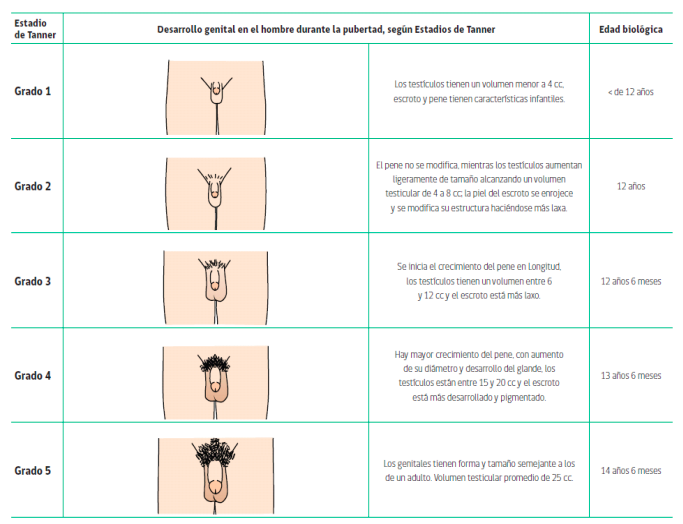 Estadio
de Tanner
Desarrollo genital en el hombre durante la pubertad, según Estadios de Tanner
Edad biológica
Grado 1
Los testículos tienen un volumen menor a 4 cc,
escroto y pene tienen características infantiles.
< de 12 años
Grado 2
El pene no se modifica, mientras los testículos aumentan
ligeramente de tamaño alcanzando un volumen
testicular de 4 a 8 cc; la piel del escroto se enrojece
y se modifica su estructura haciéndose más laxa.
12 años
Grado 3
Se inicia el crecimiento del pene en Longitud,
los testículos tienen un volumen entre 6
y 12 cc y el escroto está más laxo.
12 años 6 meses
Grado 4
Hay mayor crecimiento del pene, con aumento
de su diámetro y desarrollo del glande, los
testículos están entre 15 y 20 cc y el escroto
está más desarrollado y pigmentado.
13 años 6 meses
Grado 5
Los genitales tienen forma y tamaño semejante a los
de un adulto. Volumen testicular promedio de 25 cc.
14 años 6 meses